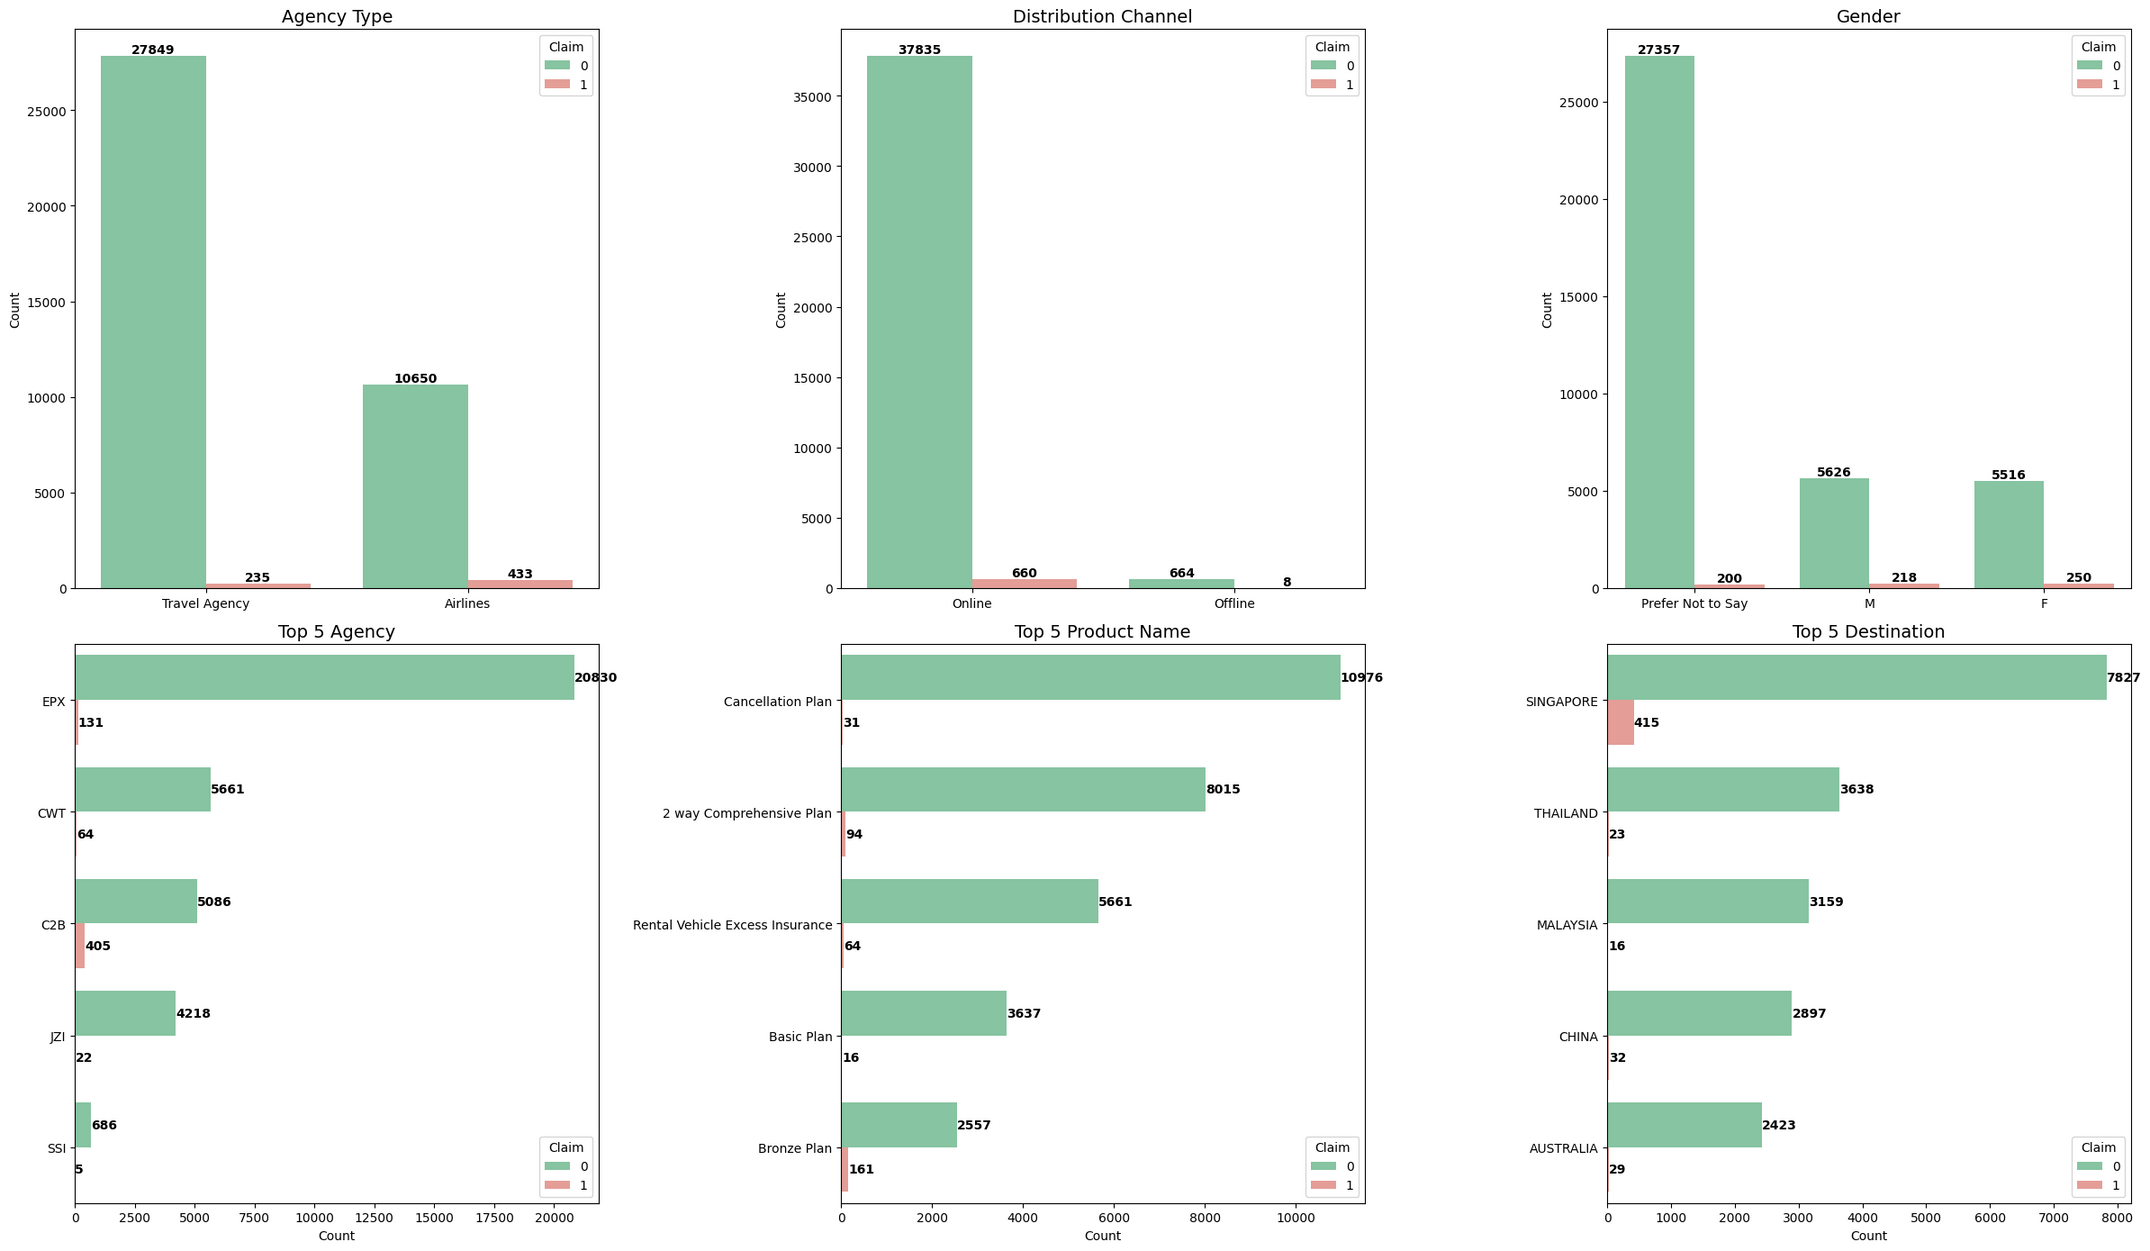 Agency Type
27849
Claim
0
1
25000
20000
15000
10650
10000
5000
235
433
0
Travel Agency
Airlines
Count
Distribution Channel
37835
Claim
0
1
35000
30000
25000
20000
15000
10000
5000
660
664
8
0
Online
Offline
Count
Gender
27357
Claim
0
1
25000
20000
15000
10000
5626
5516
5000
200
218
250
0
Prefer Not to Say
M
F
Count
Top 5 Agency
20830
EPX
131
5661
CWT
64
5086
C2B
405
4218
JZI
22
686
SSI
5
Claim
0
1
0 2500 5000 7500 10000 12500 15000 17500 20000
Count
Top 5 Product Name
10976
Cancellation Plan
31
8015
2 way Comprehensive Plan
94
5661
Rental Vehicle Excess Insurance
64
3637
Basic Plan
16
2557
Bronze Plan
161
Claim
0
1
0 2000 4000 6000 8000 10000
Count
Top 5 Destination
7827
SINGAPORE
415
3638
THAILAND
23
3159
MALAYSIA
16
2897
CHINA
32
2423
AUSTRALIA
29
Claim
0
1
0 1000 2000 3000 4000 5000 6000 7000 8000
Count